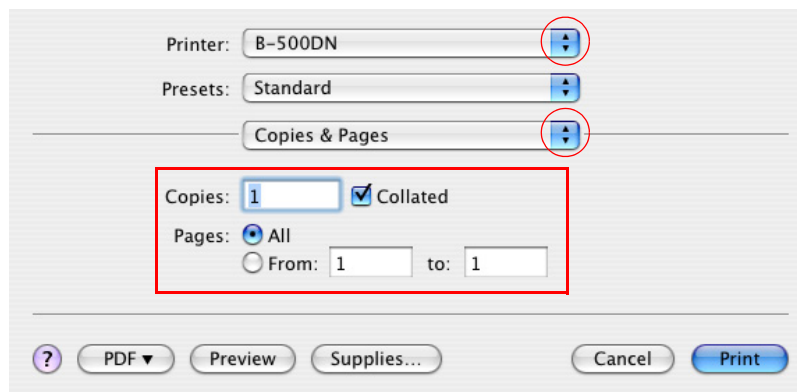 Printer: B-500DN
Presets: Standard
Copies & Pages
Copies: 1 Collated
Pages: All
From: 1 to: 1
? PDF ▼ Preview Supplies... Cancel Print